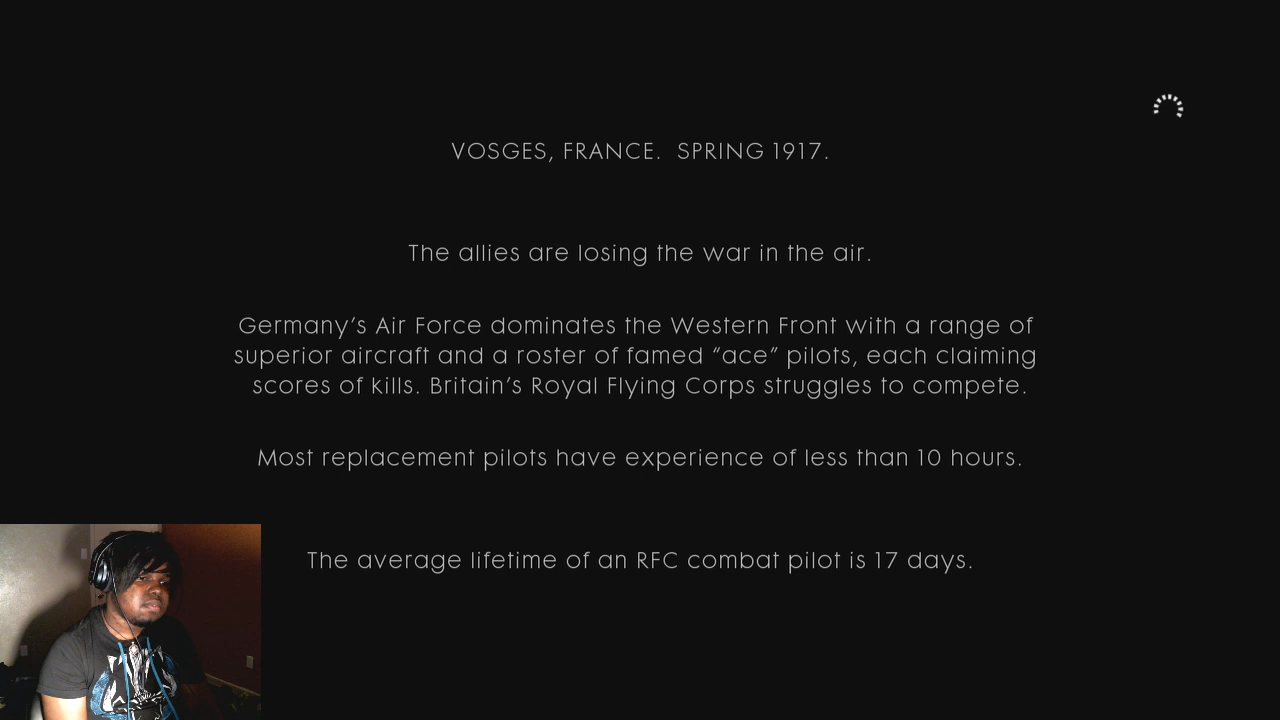 VOSGES, FRANCE. SPRING 1917.
The allies are losing the war in the air.
Germany’s Air Force dominates the Western Front with a range of
superior aircraft and a roster of famed “ace” pilots, each claiming
scores of kills. Britain’s Royal Flying Corps struggles to compete.
Most replacement pilots have experience of less than 10 hours.
The average lifetime of an RFC combat pilot is 17 days.